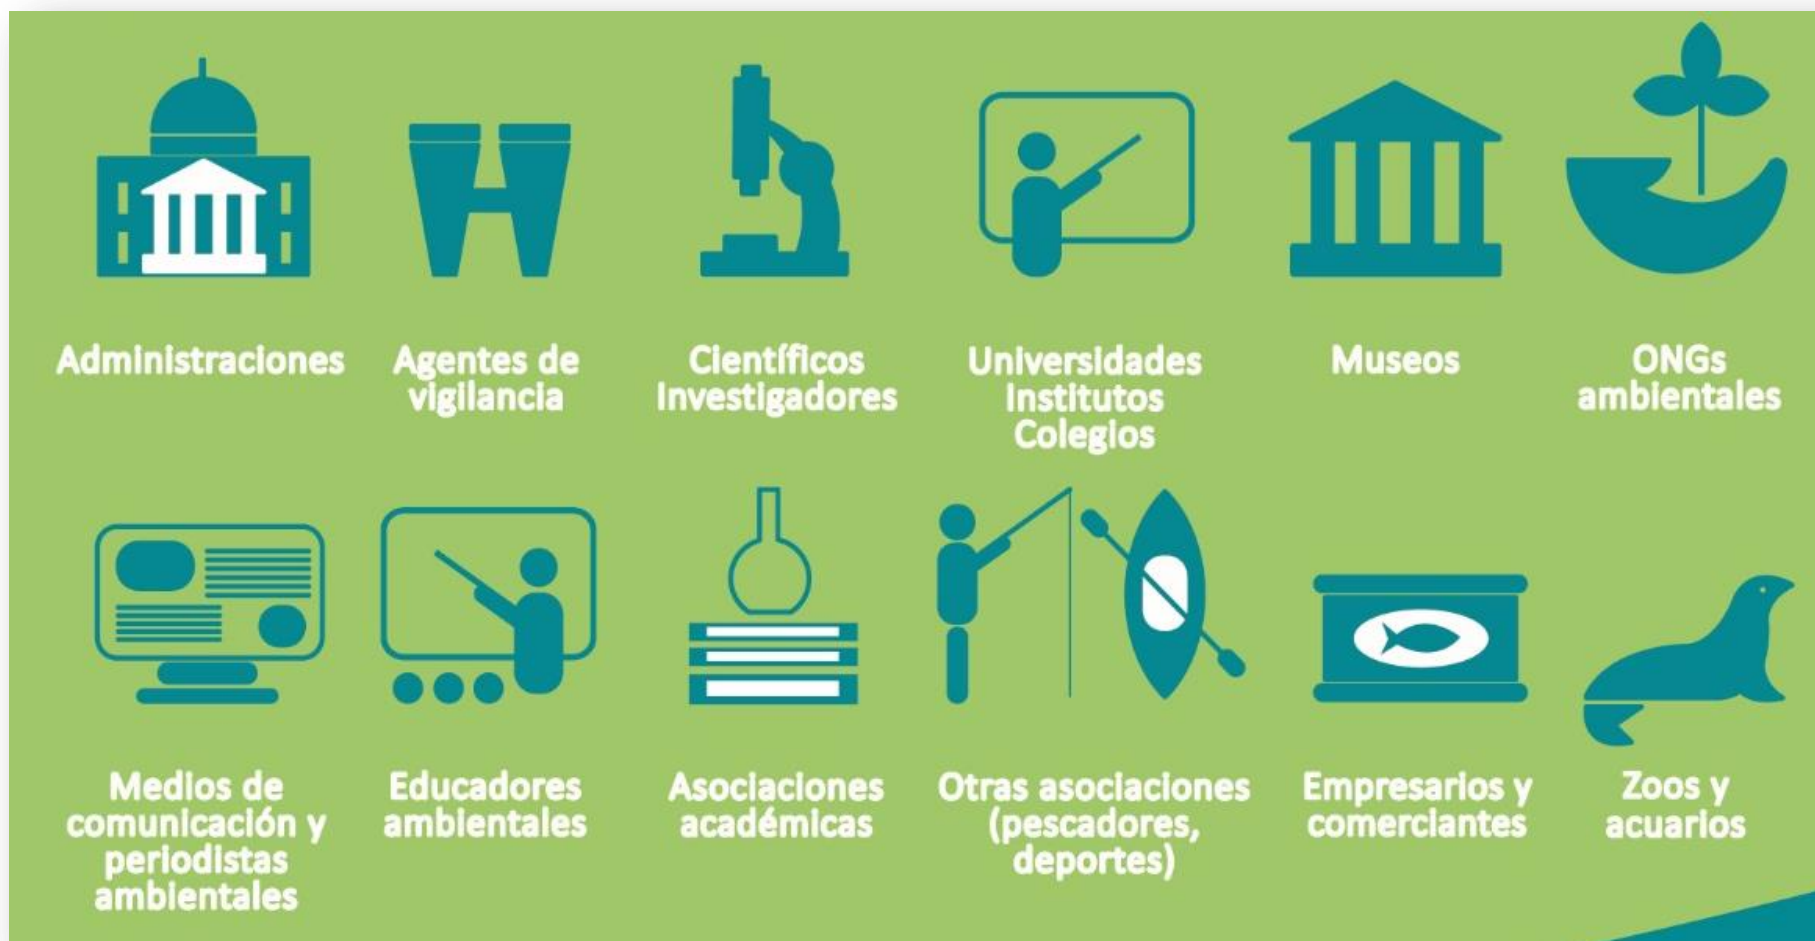 Administraciones
Agentes de
vigilancia
Científicos
Investigadores
Universidades
Institutos
Colegios
Museos
ONGs
ambientales
Medios de
comunicación y
periodistas
ambientales
Educadores
ambientales
Asociaciones
académicas
Otras asociaciones
(pescadores,
deportes)
Empresarios y
comerciantes
Zoos y
acuarios